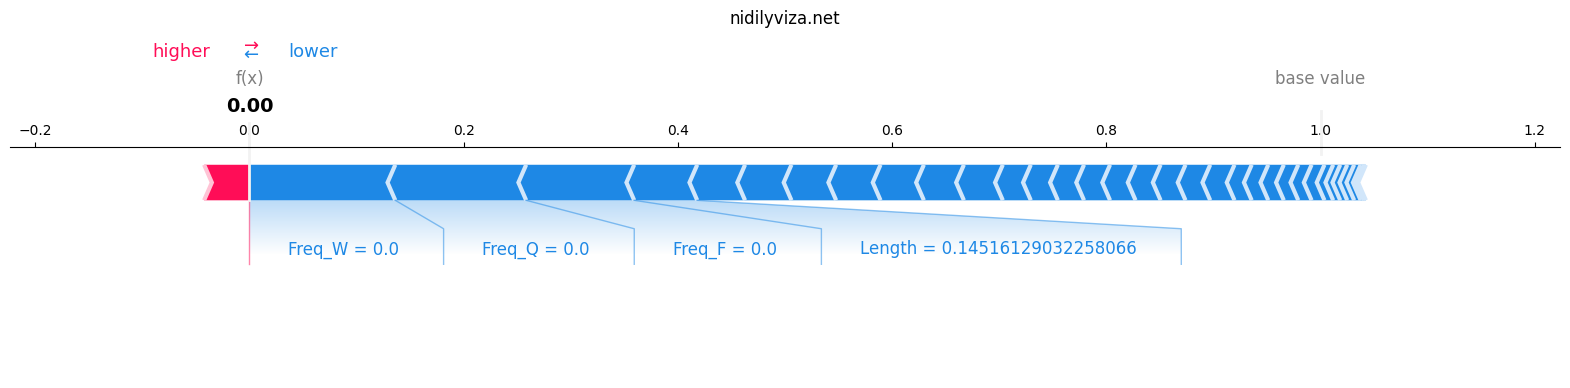 nidilyviza.net
higher ⇄ lower
f(x) base value
0.00
−0.2 0.0 0.2 0.4 0.6 0.8 1.0 1.2
Freq_W = 0.0 Freq_Q = 0.0 Freq_F = 0.0 Length = 0.14516129032258066